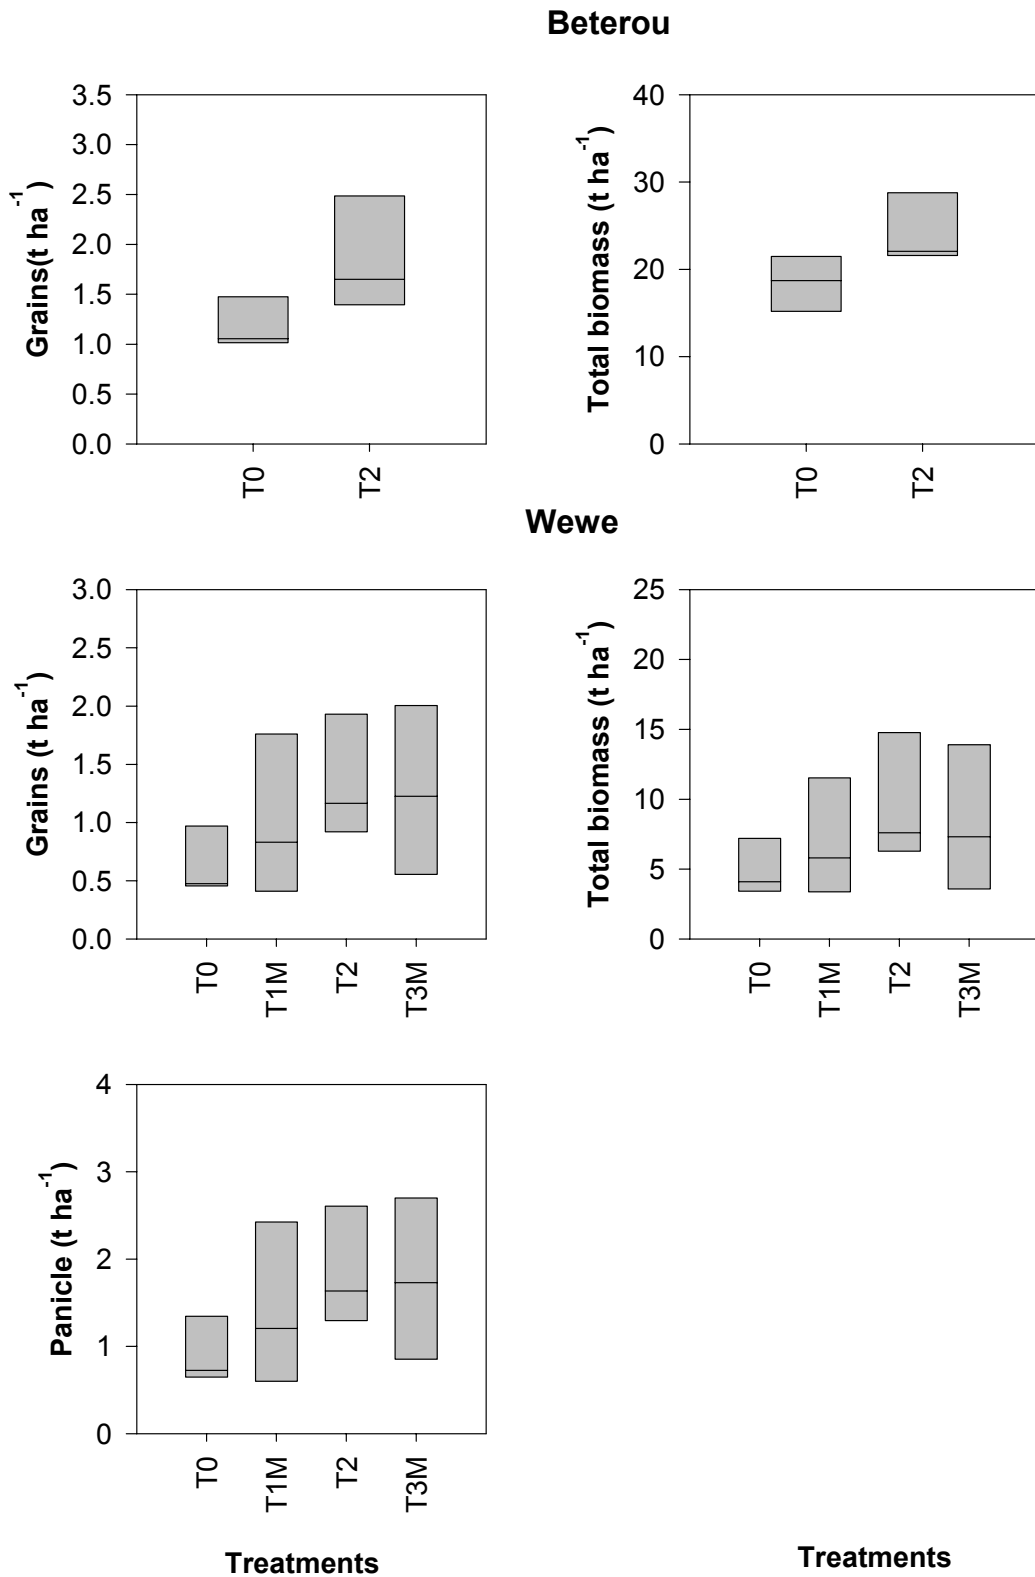 Beterou
Grains(t ha-1)
3.5
3.0
2.5
2.0
1.5
1.0
0.5
0.0
T0
T2
Total biomass (t ha-1)
40
30
20
10
0
T0
T2
Wewe
Grains (t ha-1)
3.0
2.5
2.0
1.5
1.0
0.5
0.0
T0
T1M
T2
T3M
Total biomass (t ha-1)
25
20
15
10
5
0
T0
T1M
T2
T3M
Panicle (t ha-1)
4
3
2
1
0
T0
T1M
T2
T3M
Treatments
Treatments